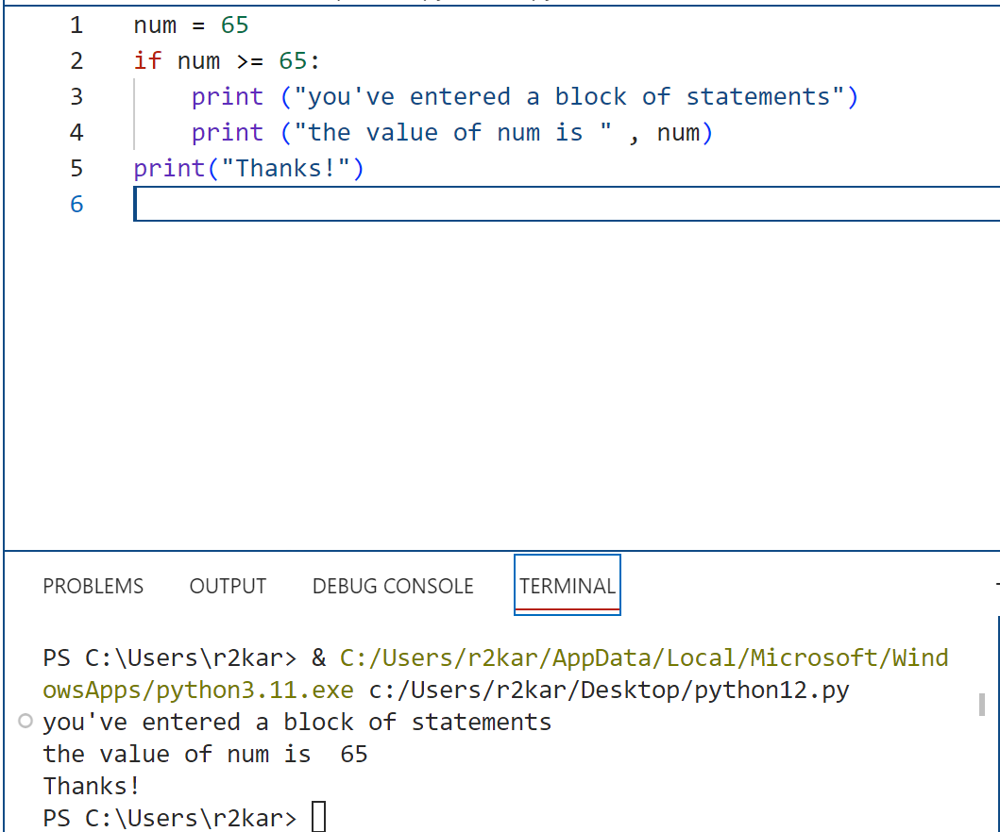 1 num = 65
2 if num >= 65:
3 print ("you've entered a block of statements")
4 print ("the value of num is " , num)
5 print("Thanks!")
6
PROBLEMS OUTPUT DEBUG CONSOLE TERMINAL
PS C:\Users\r2kar> & C:/Users/r2kar/AppData/Local/Microsoft/Wind
owsApps/python3.11.exe c:/Users/r2kar/Desktop/python12.py
you've entered a block of statements
the value of num is  65
Thanks!
PS C:\Users\r2kar>